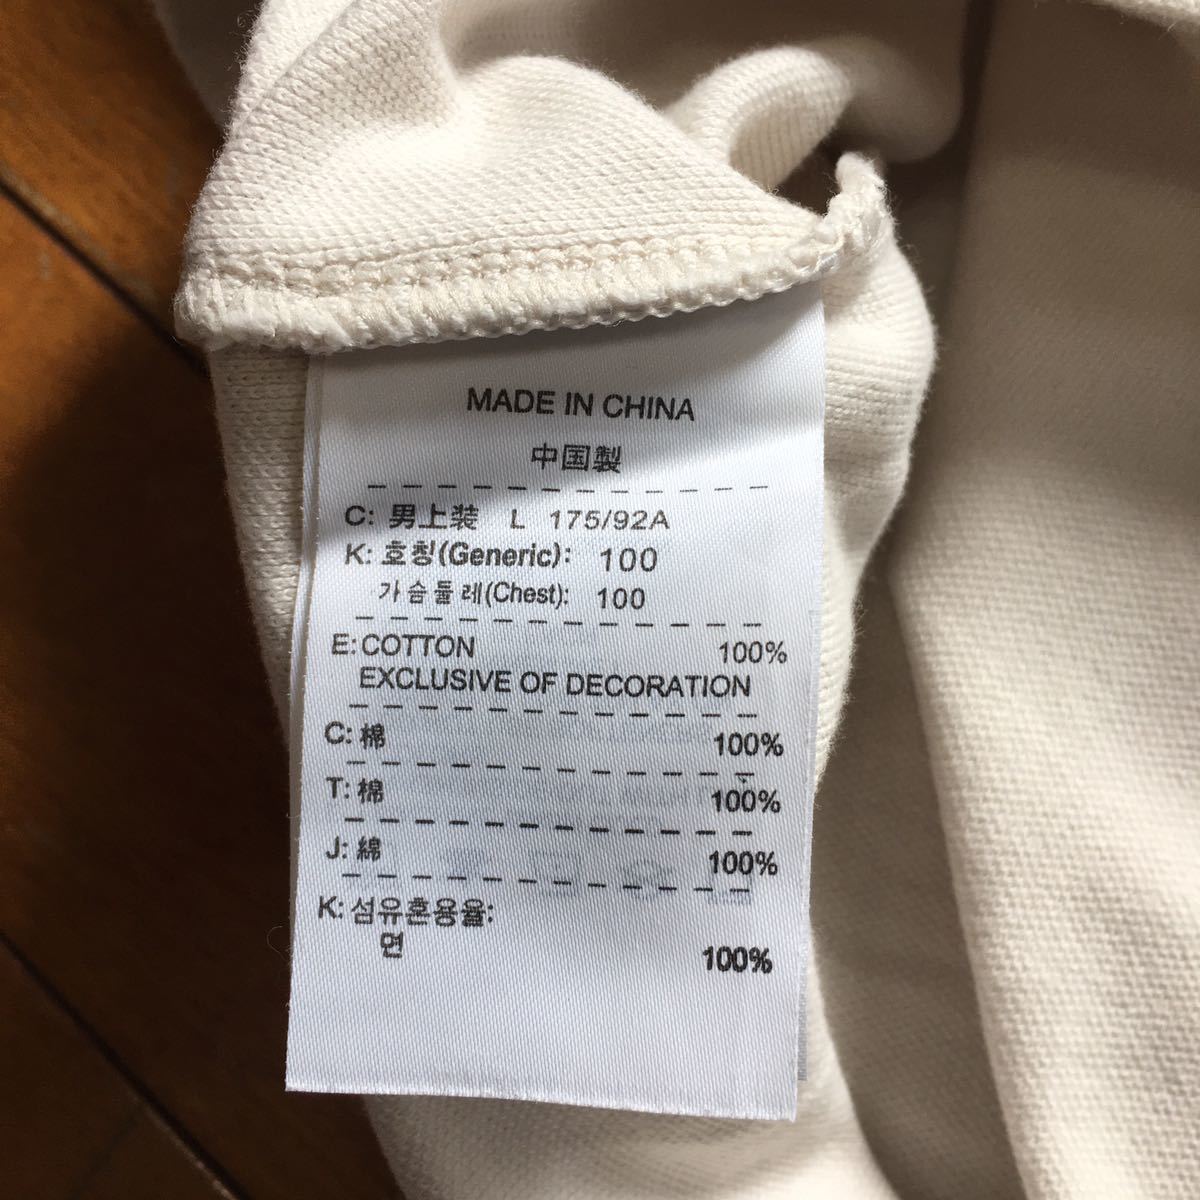 MADE IN CHINA
中国製
C: 男上装 L 175/92A
K: 호칭(Generic): 100
가슴둘레(Chest): 100
E: COTTON 100%
EXCLUSIVE OF DECORATION
C: 棉 100%
T: 棉 100%
J: 綿 100%
K: 섬유혼용율:
면 100%